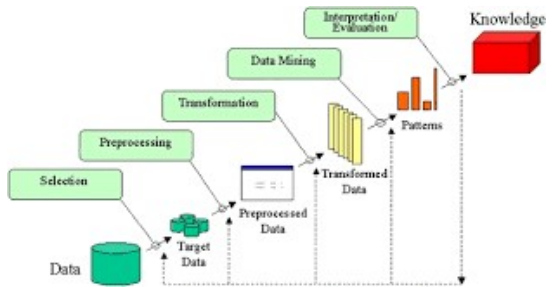 Interpretation/
Evaluation
Knowledge
Data Mining
Transformation
Patterns
Preprocessing
Transformed
Data
Selection
Preprocessed
Data
Target
Data
Data